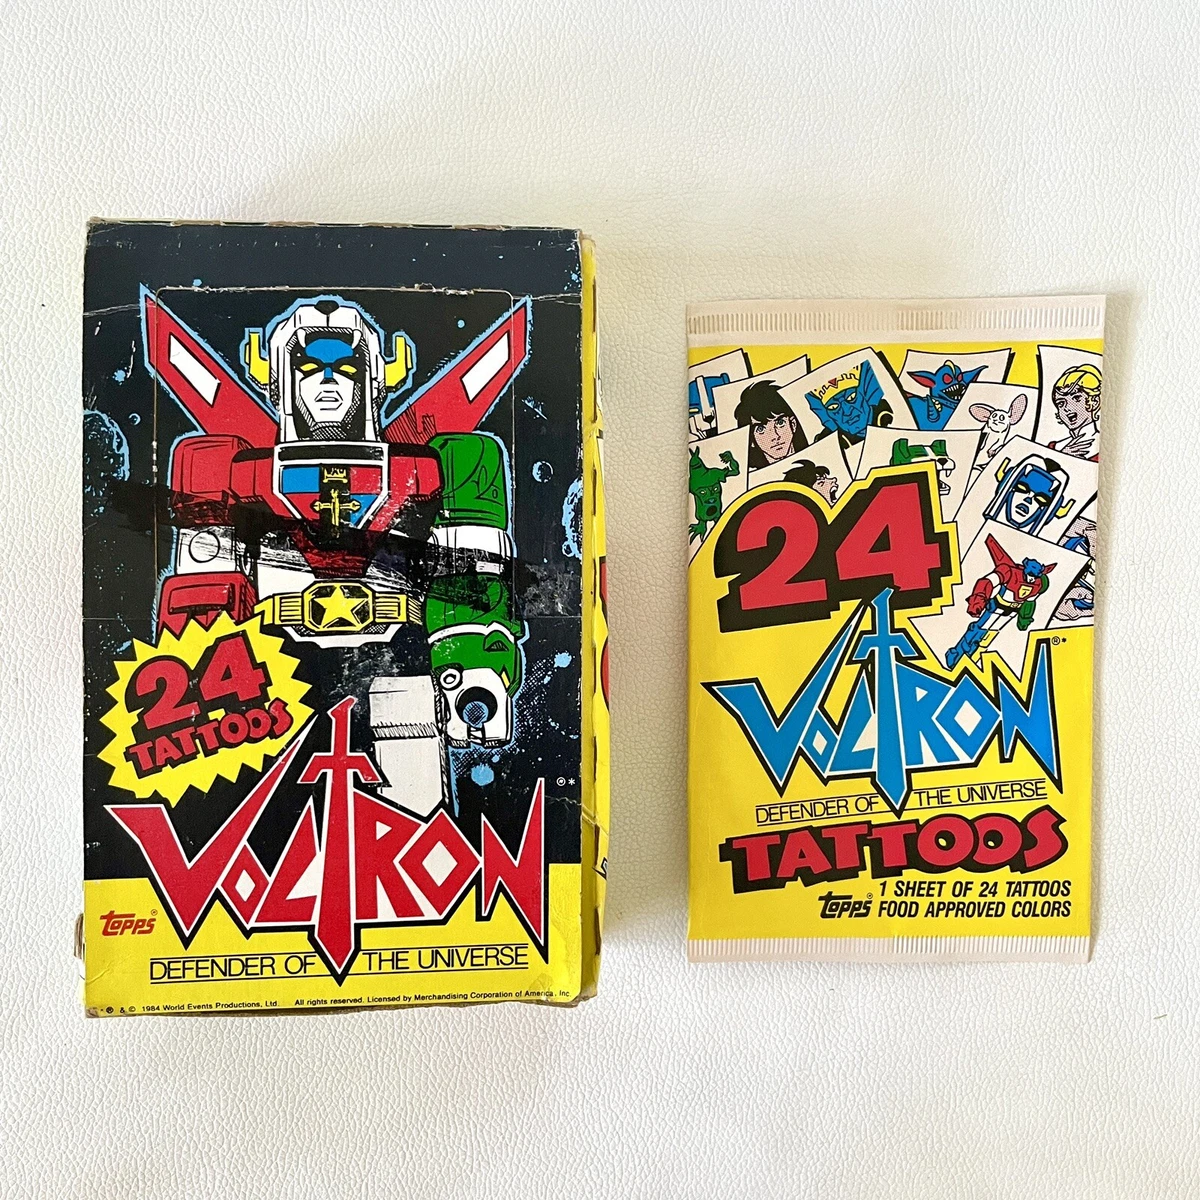 24
TATTOOS
VOLTRON
®*
topps®
DEFENDER OF THE UNIVERSE
* ® & © 1984 World Events Productions, Ltd. All rights reserved. Licensed by Merchandising Corporation of America, Inc.
24
VOLTRON
®*
DEFENDER OF THE UNIVERSE
TATTOOS
topps® 1 SHEET OF 24 TATTOOS
FOOD APPROVED COLORS